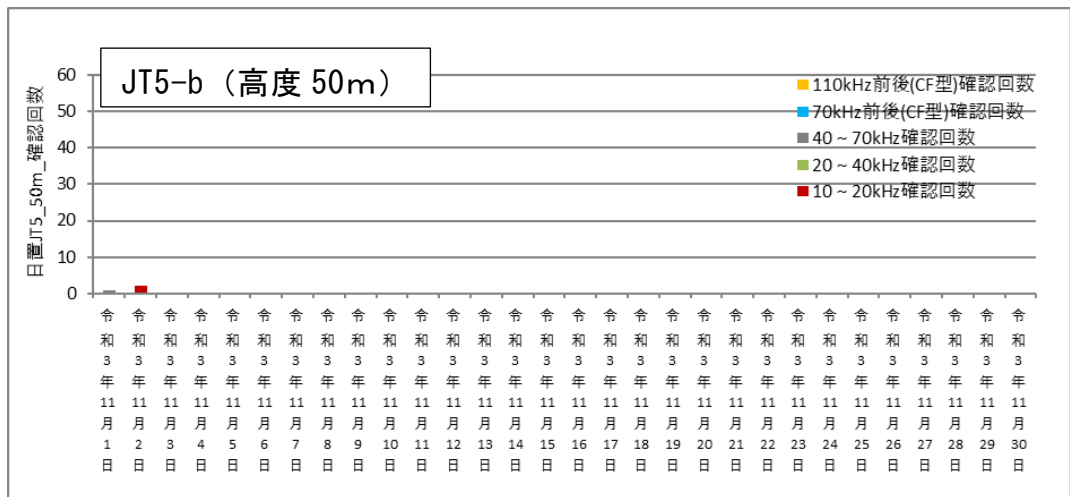 JT5-b（高度 50ｍ）
日置JT5_50m_確認回数
60
50
40
30
20
10
0
110kHz前後(CF型)確認回数
70kHz前後(CF型)確認回数
40～70kHz確認回数
20～40kHz確認回数
10～20kHz確認回数
令和3年11月1日
令和3年11月2日
令和3年11月3日
令和3年11月4日
令和3年11月5日
令和3年11月6日
令和3年11月7日
令和3年11月8日
令和3年11月9日
令和3年11月10日
令和3年11月11日
令和3年11月12日
令和3年11月13日
令和3年11月14日
令和3年11月15日
令和3年11月16日
令和3年11月17日
令和3年11月18日
令和3年11月19日
令和3年11月20日
令和3年11月21日
令和3年11月22日
令和3年11月23日
令和3年11月24日
令和3年11月25日
令和3年11月26日
令和3年11月27日
令和3年11月28日
令和3年11月29日
令和3年11月30日